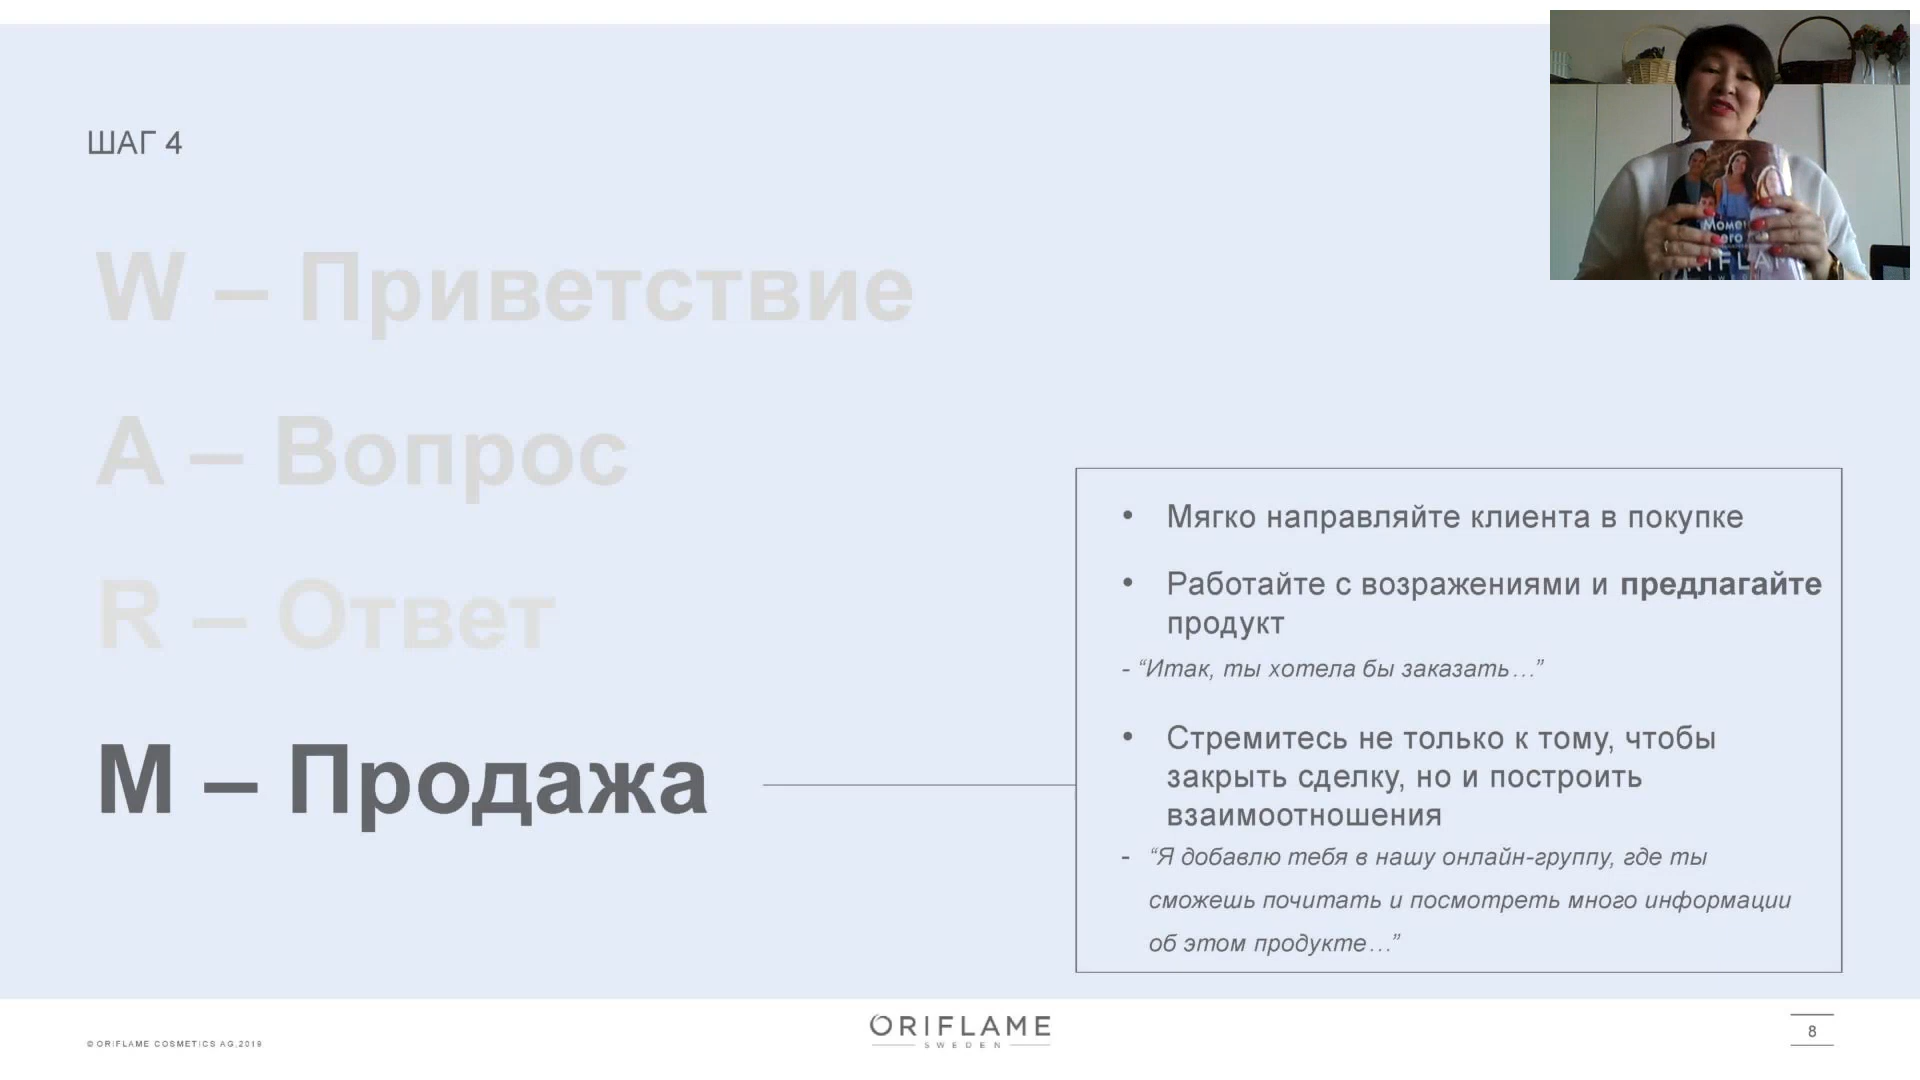 ШАГ 4
W – Приветствие
A – Вопрос
R – Ответ
M – Продажа
• Мягко направляйте клиента в покупке
• Работайте с возражениями и предлагайте
продукт
- “Итак, ты хотела бы заказать…”
• Стремитесь не только к тому, чтобы
закрыть сделку, но и построить
взаимоотношения
- “Я добавлю тебя в нашу онлайн-группу, где ты
сможешь почитать и посмотреть много информации
об этом продукте…”
© ORIFLAME COSMETICS AG,2019
ORIFLAME
SWEDEN
8